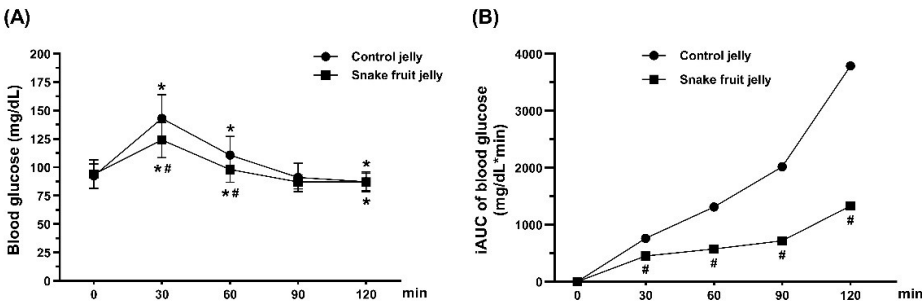 (A)
200
175
150
125
100
75
50
25
0
Blood glucose (mg/dL)
Control jelly
Snake fruit jelly
*
*
*
*#
*#
*
0 30 60 90 120 min
(B)
4000
3000
2000
1000
0
iAUC of blood glucose
(mg/dL*min)
Control jelly
Snake fruit jelly
#
#
#
#
0 30 60 90 120 min